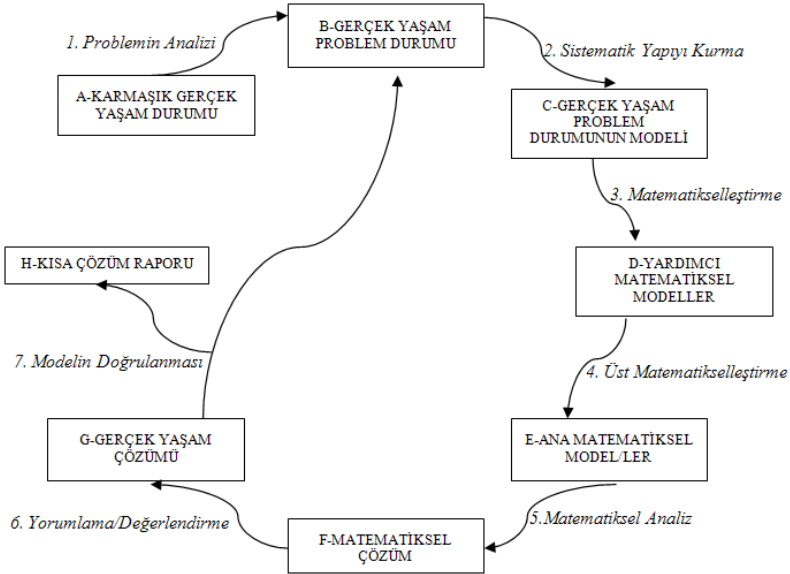 1. Problemin Analizi
B-GERÇEK YAŞAM
PROBLEM DURUMU
2. Sistematik Yapıyı Kurma
A-KARMAŞIK GERÇEK
YAŞAM DURUMU
C-GERÇEK YAŞAM
PROBLEM
DURUMUNUN MODELİ
3. Matematikselleştirme
H-KISA ÇÖZÜM RAPORU
D-YARDIMCI
MATEMATİKSEL
MODELLER
7. Modelin Doğrulanması
4. Üst Matematikselleştirme
G-GERÇEK YAŞAM
ÇÖZÜMÜ
E-ANA MATEMATİKSEL
MODEL/LER
6. Yorumlama/Değerlendirme
5.Matematiksel Analiz
F-MATEMATİKSEL
ÇÖZÜM